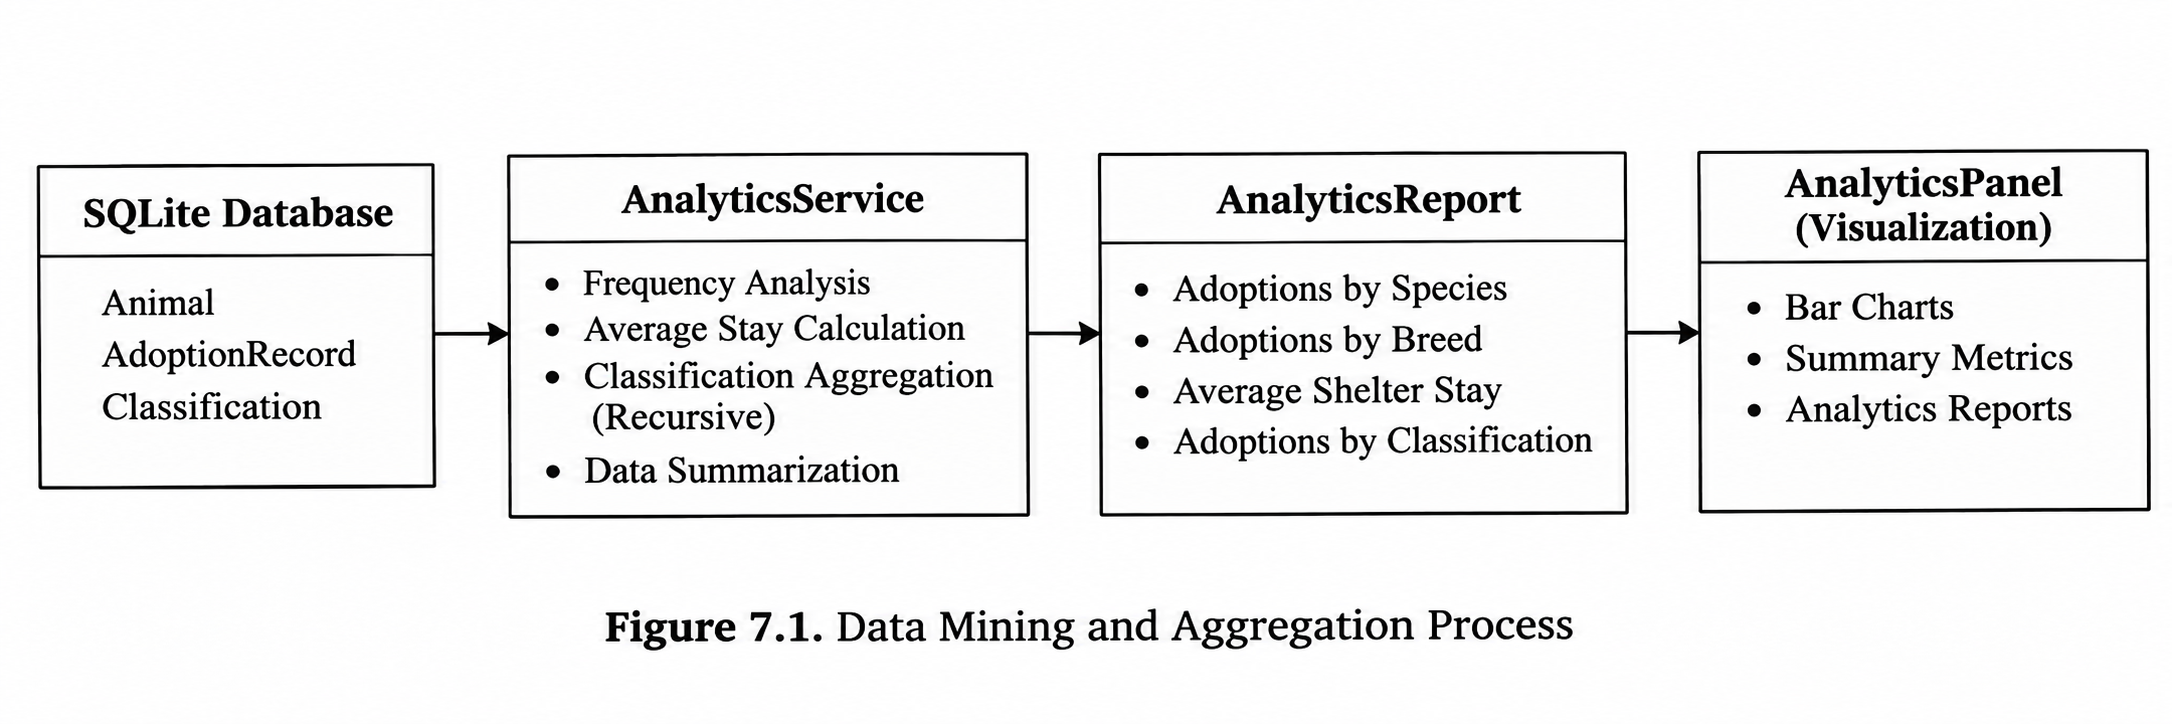 SQLite Database
Animal
AdoptionRecord
Classification
AnalyticsService
• Frequency Analysis
• Average Stay Calculation
• Classification Aggregation
(Recursive)
• Data Summarization
AnalyticsReport
• Adoptions by Species
• Adoptions by Breed
• Average Shelter Stay
• Adoptions by Classification
AnalyticsPanel
(Visualization)
• Bar Charts
• Summary Metrics
• Analytics Reports
Figure 7.1. Data Mining and Aggregation Process